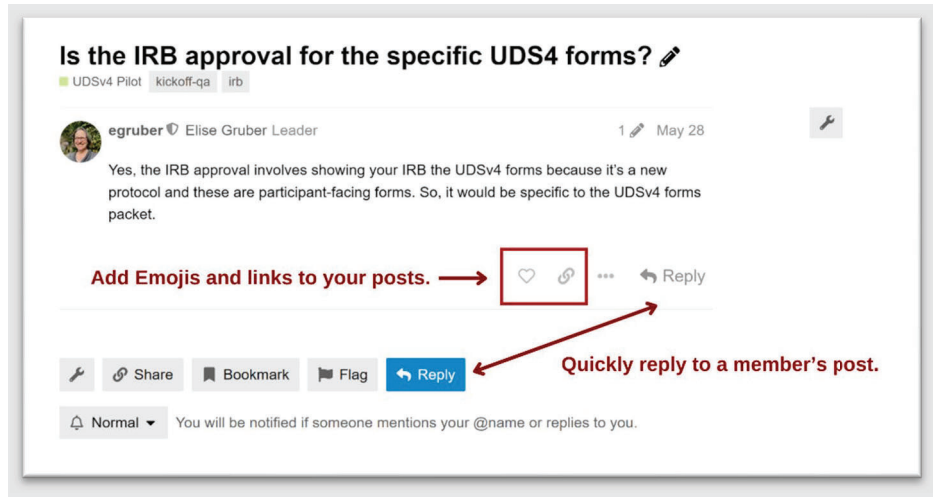 Is the IRB approval for the specific UDS4 forms?
UDSv4 Pilot kickoff-qa irb
egruber Elise Gruber Leader 1 May 28
Yes, the IRB approval involves showing your IRB the UDSv4 forms because it's a new
protocol and these are participant-facing forms. So, it would be specific to the UDSv4 forms
packet.
Add Emojis and links to your posts. Reply
Quickly reply to a member's post.
Share Bookmark Flag Reply
Normal You will be notified if someone mentions your @name or replies to you.